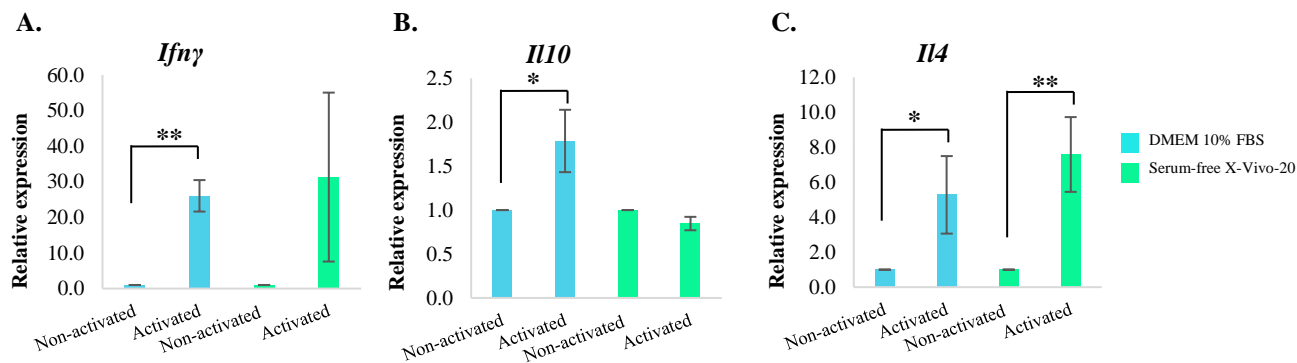 A.
Ifnγ
Relative expression
60.0
50.0
40.0
30.0
20.0
10.0
0.0
**
Non-activated
Activated
Non-activated
Activated
B.
Il10
Relative expression
2.5
2.0
1.5
1.0
0.5
0.0
*
Non-activated
Activated
Non-activated
Activated
C.
Il4
Relative expression
12.0
10.0
8.0
6.0
4.0
2.0
0.0
*
**
Non-activated
Activated
Non-activated
Activated
DMEM 10% FBS
Serum-free X-Vivo-20